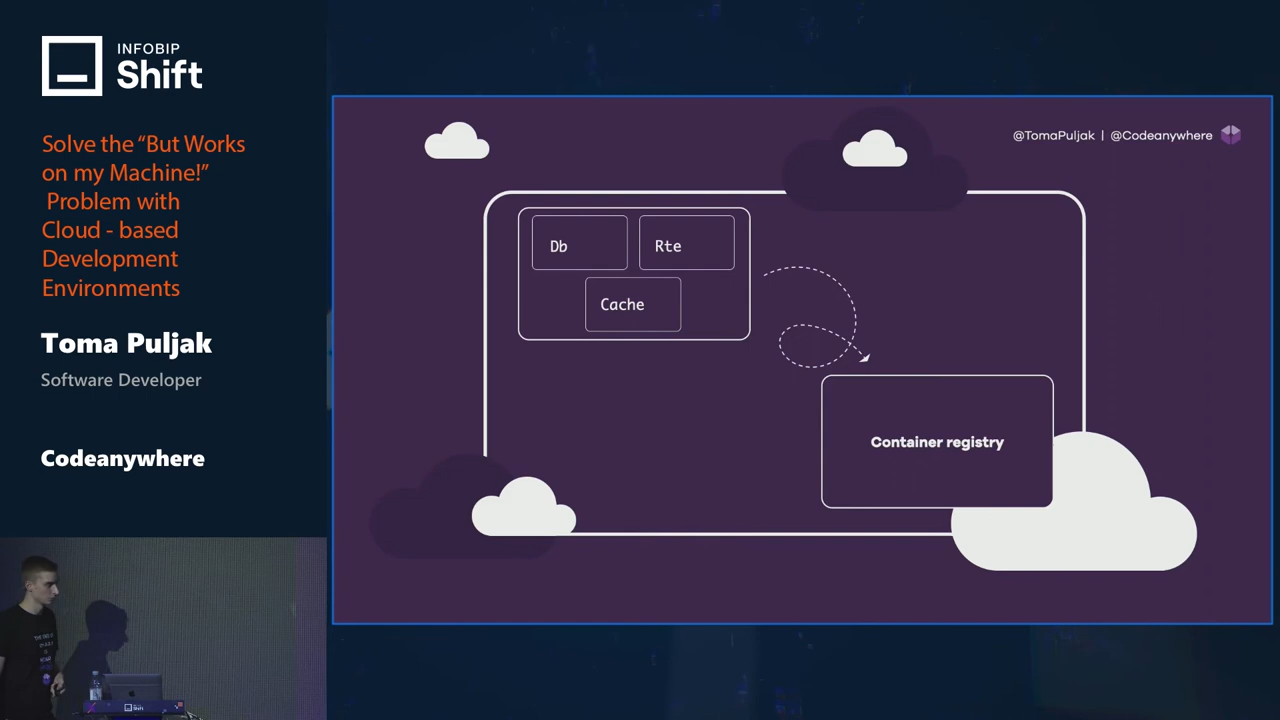 INFOBIP
Shift
Solve the “But Works
on my Machine!”
Problem with
Cloud - based
Development
Environments
Toma Puljak
Software Developer
Codeanywhere
@TomaPuljak | @Codeanywhere
Db
Rte
Cache
Container registry
Shift